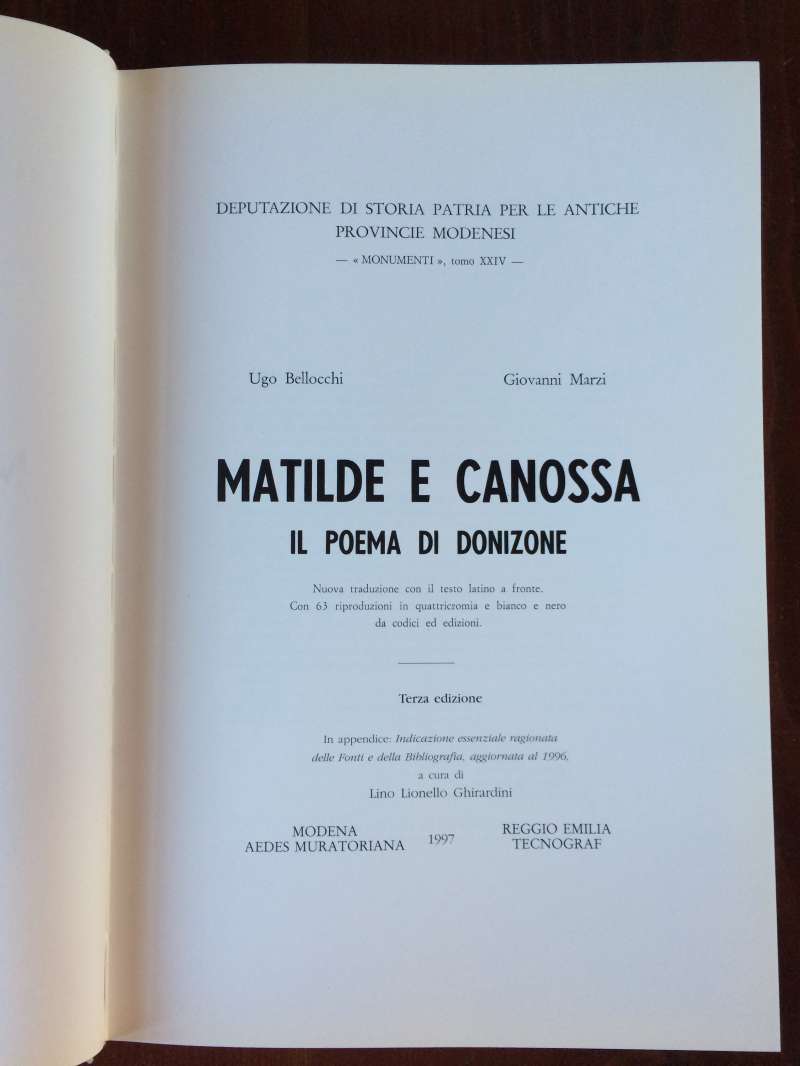 DEPUTAZIONE DI STORIA PATRIA PER LE ANTICHE
PROVINCIE MODENESI
— « MONUMENTI », tomo XXIV —
Ugo Bellocchi
Giovanni Marzi
MATILDE E CANOSSA
IL POEMA DI DONIZONE
Nuova traduzione con il testo latino a fronte.
Con 63 riproduzioni in quattricromia e bianco e nero
da codici ed edizioni.
Terza edizione
In appendice: Indicazione essenziale ragionata
delle Fonti e della Bibliografia, aggiornata al 1996,
a cura di
Lino Lionello Ghirardini
MODENA
AEDES MURATORIANA
1997
REGGIO EMILIA
TECNOGRAF